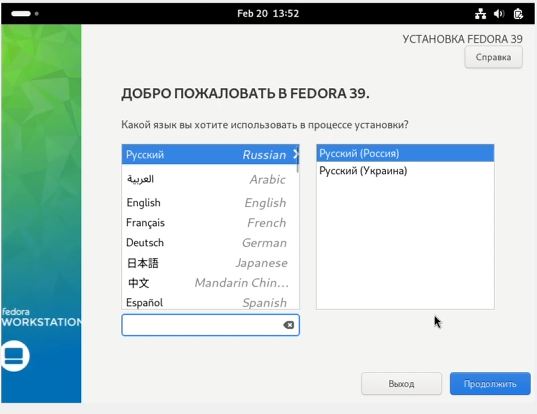 Feb 20 13:52
УСТАНОВКА FEDORA 39
Справка
ДОБРО ПОЖАЛОВАТЬ В FEDORA 39.
Какой язык вы хотите использовать в процессе установки?
Русский Russian
العربية Arabic
English English
Français French
Deutsch German
日本語 Japanese
中文 Mandarin Chin...
Español Spanish
Русский (Россия)
Русский (Украина)
fedora
WORKSTATION
Выход
Продолжить